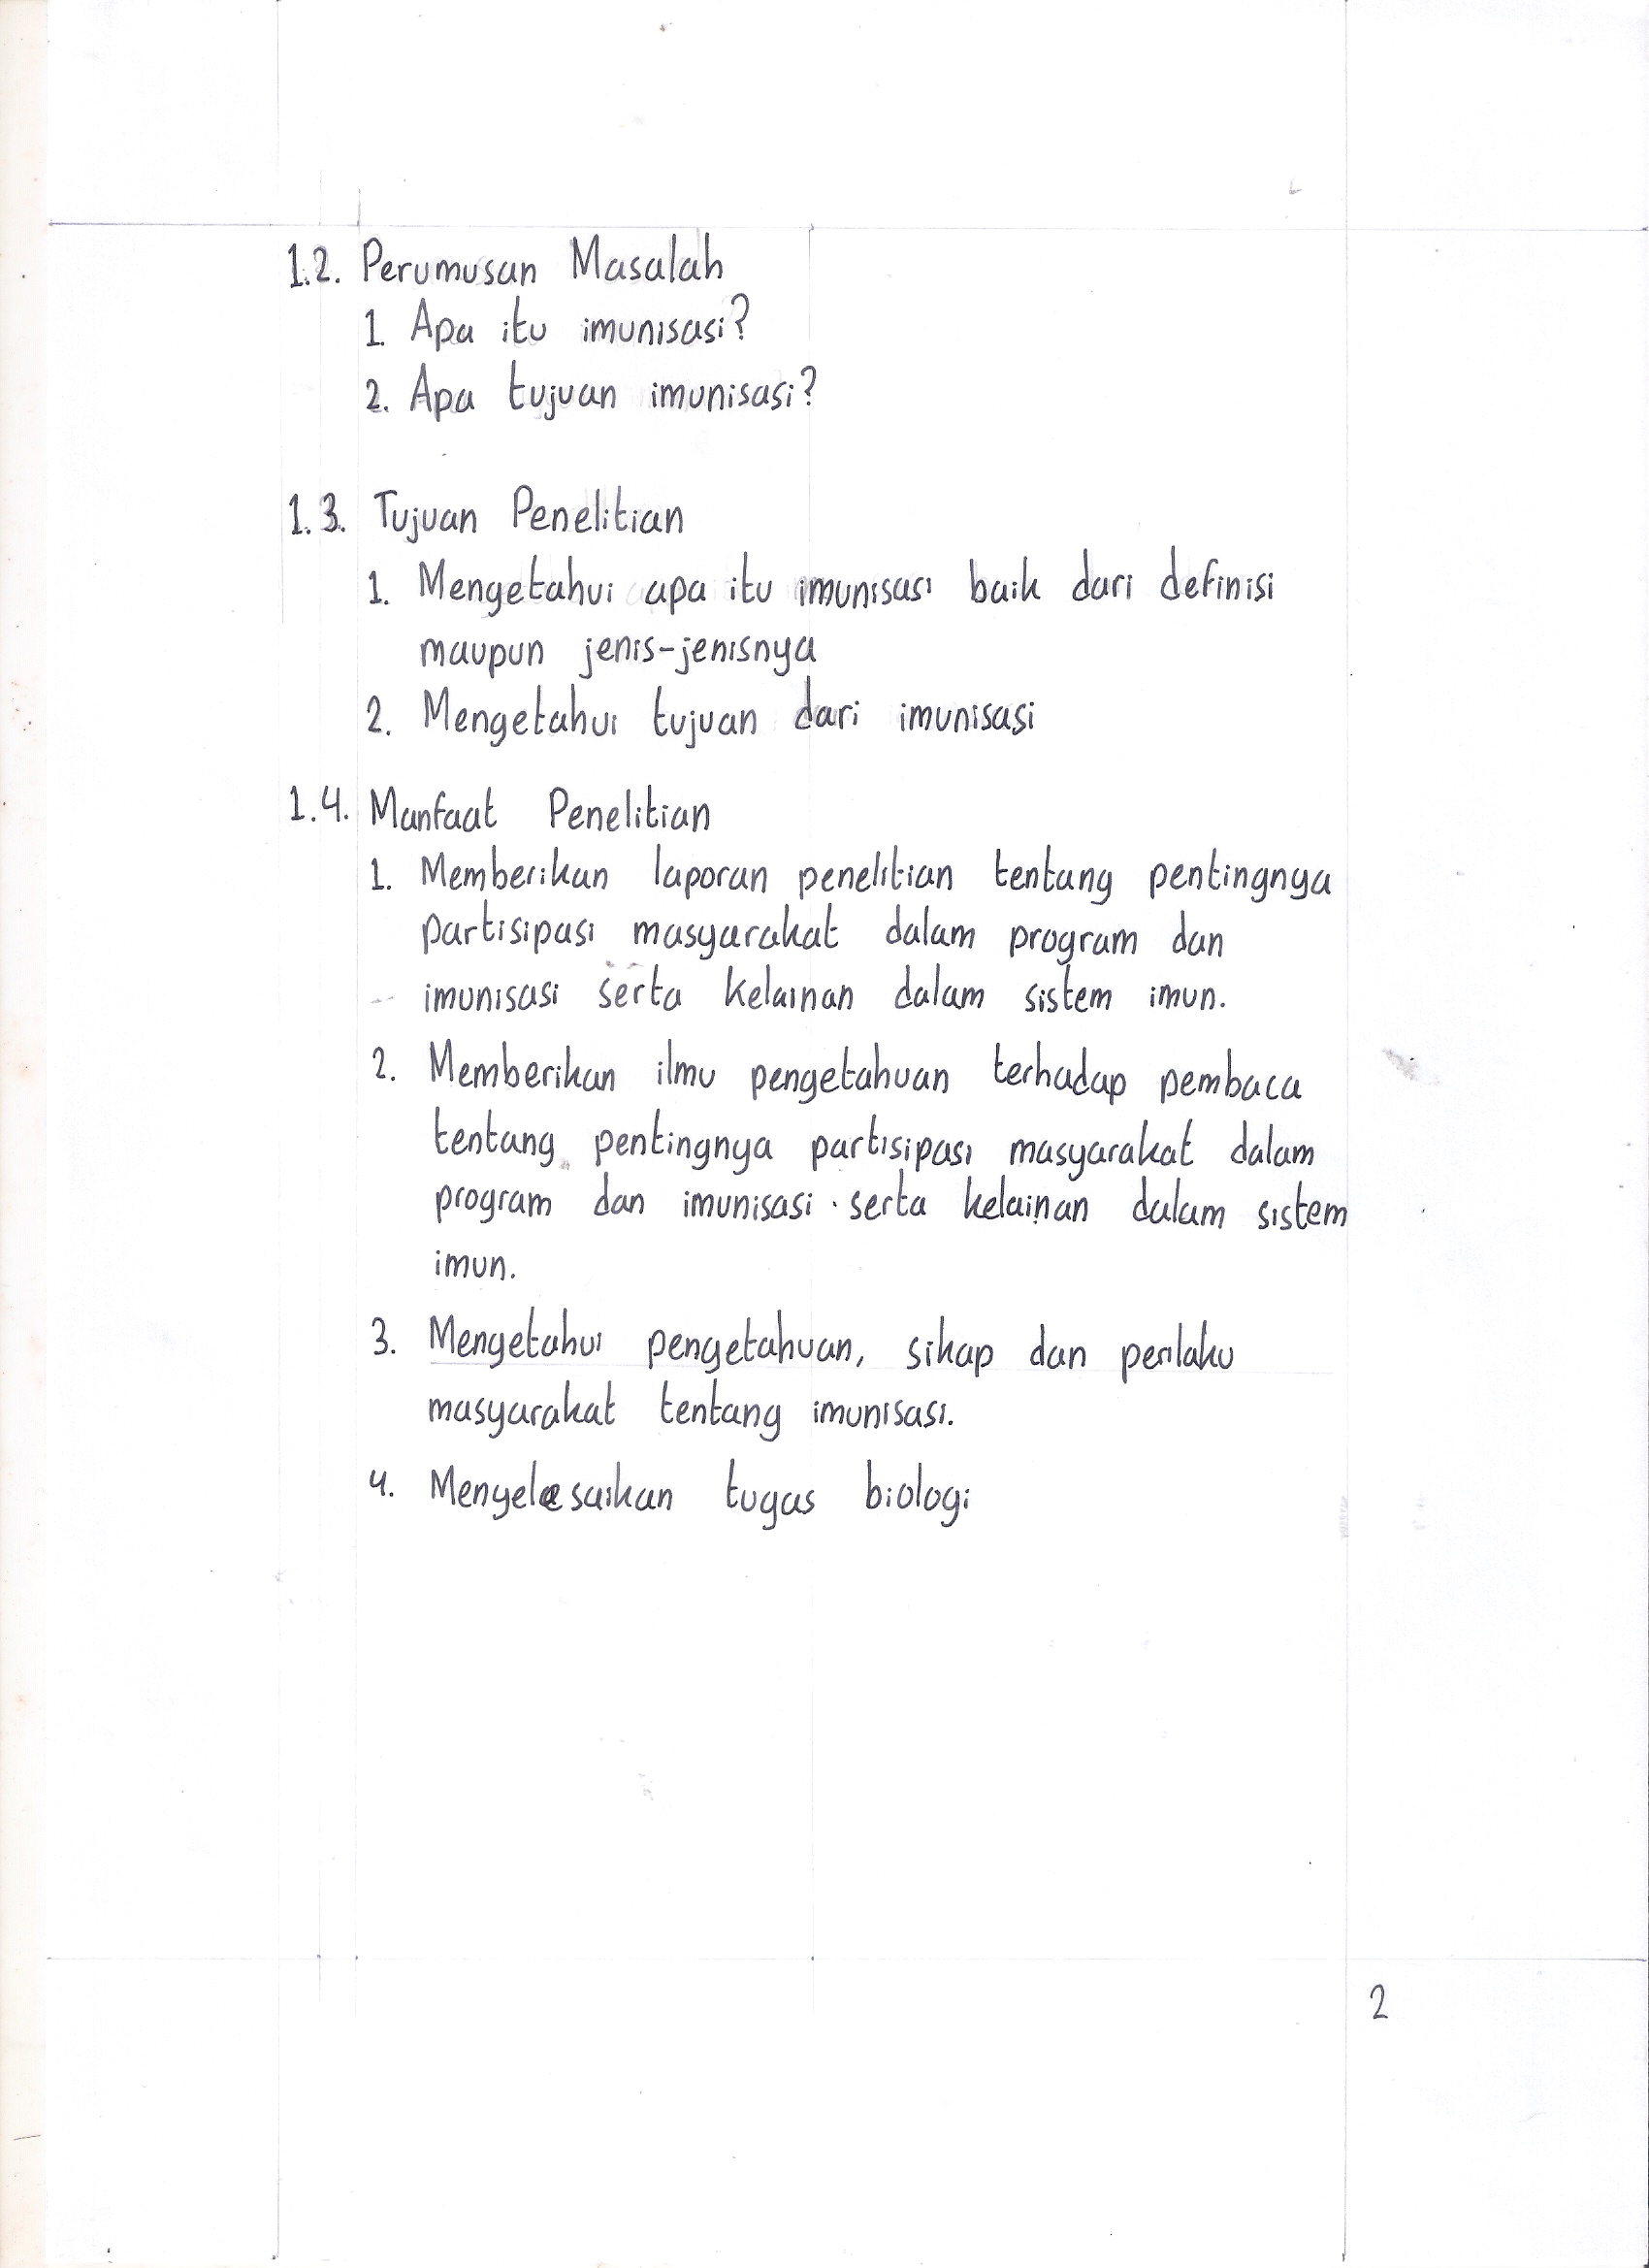 1.2. Perumusan Masalah
1. Apa itu imunisasi?
2. Apa tujuan imunisasi?
1.3. Tujuan Penelitian
1. Mengetahui apa itu imunisasi baik dari definisi
maupun jenis-jenisnya
2. Mengetahui tujuan dari imunisasi
1.4. Manfaat Penelitian
1. Memberikan laporan penelitian tentang pentingnya
partisipasi masyarakat dalam program dan
imunisasi serta kelainan dalam sistem imun.
2. Memberikan ilmu pengetahuan terhadap pembaca
tentang pentingnya partisipasi masyarakat dalam
program dan imunisasi serta kelainan dalam sistem
imun.
3. Mengetahui pengetahuan, sikap dan perilaku
masyarakat tentang imunisasi.
4. Menyelesaikan tugas biologi
2